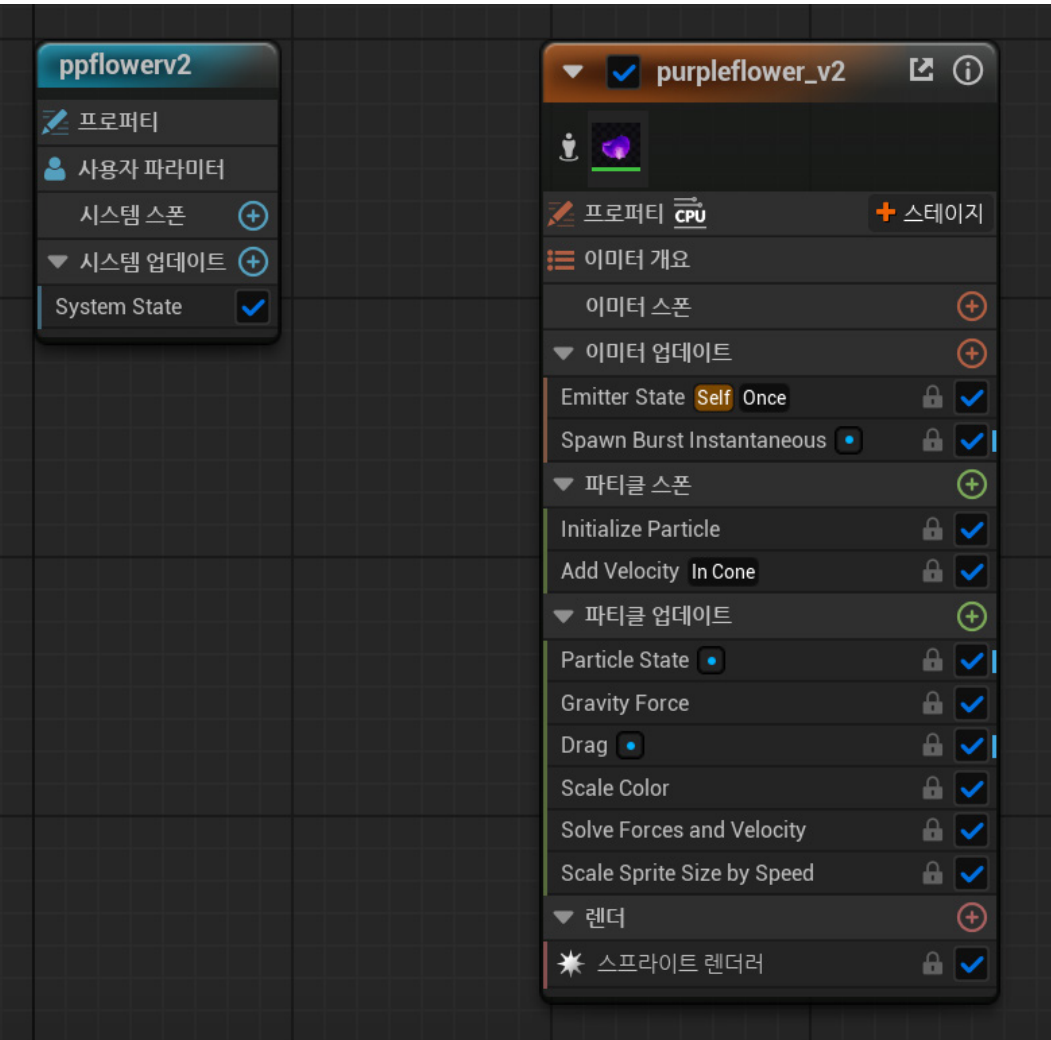 ppflowerv2
프로퍼티
사용자 파라미터
시스템 스폰
시스템 업데이트
System State
purpleflower_v2
프로퍼티 CPU
스테이지
이미터 개요
이미터 스폰
이미터 업데이트
Emitter State Self Once
Spawn Burst Instantaneous
파티클 스폰
Initialize Particle
Add Velocity In Cone
파티클 업데이트
Particle State
Gravity Force
Drag
Scale Color
Solve Forces and Velocity
Scale Sprite Size by Speed
렌더
스프라이트 렌더러